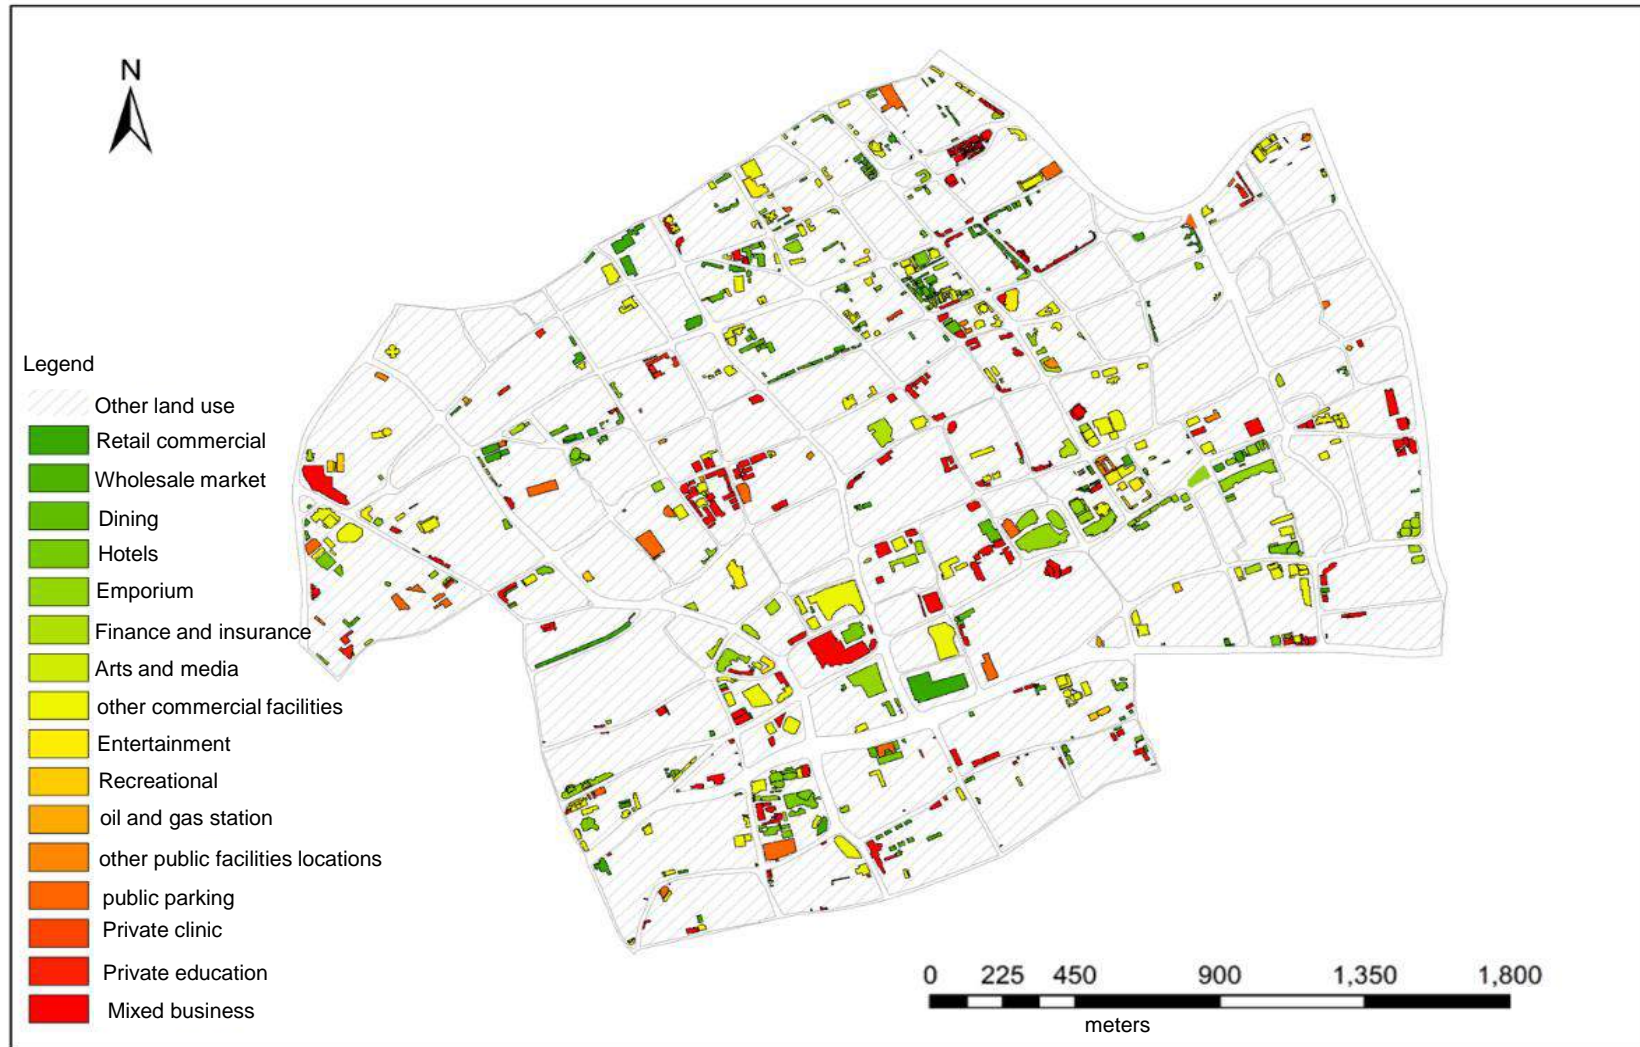 N
Legend
Other land use
Retail commercial
Wholesale market
Dining
Hotels
Emporium
Finance and insurance
Arts and media
other commercial facilities
Entertainment
Recreational
oil and gas station
other public facilities locations
public parking
Private clinic
Private education
Mixed business
0 225 450 900 1,350 1,800
meters